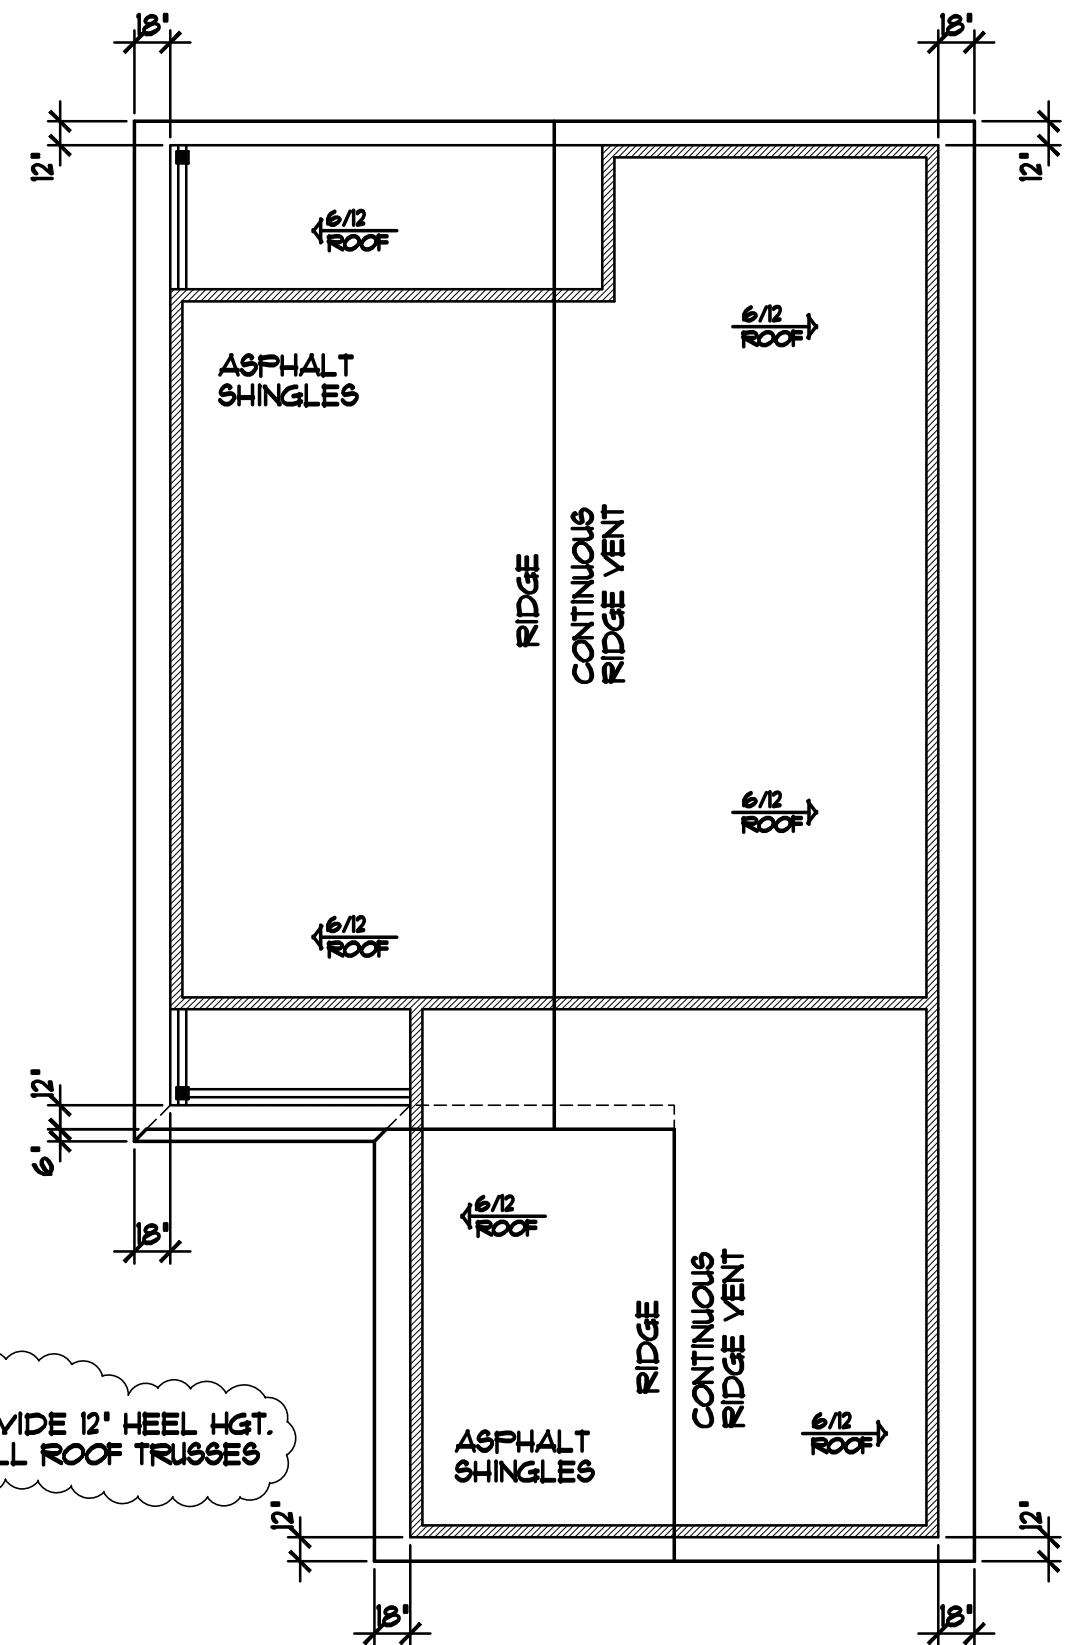 18"
18"
12"
12"
6/12
ROOF
6/12
ROOF
ASPHALT
SHINGLES
RIDGE
CONTINUOUS
RIDGE VENT
6/12
ROOF
6/12
ROOF
12"
6"
18"
6/12
ROOF
RIDGE
CONTINUOUS
RIDGE VENT
VIDE 12" HEEL HGT.
LL ROOF TRUSSES
ASPHALT
SHINGLES
6/12
ROOF
12"
12"
18"
18"